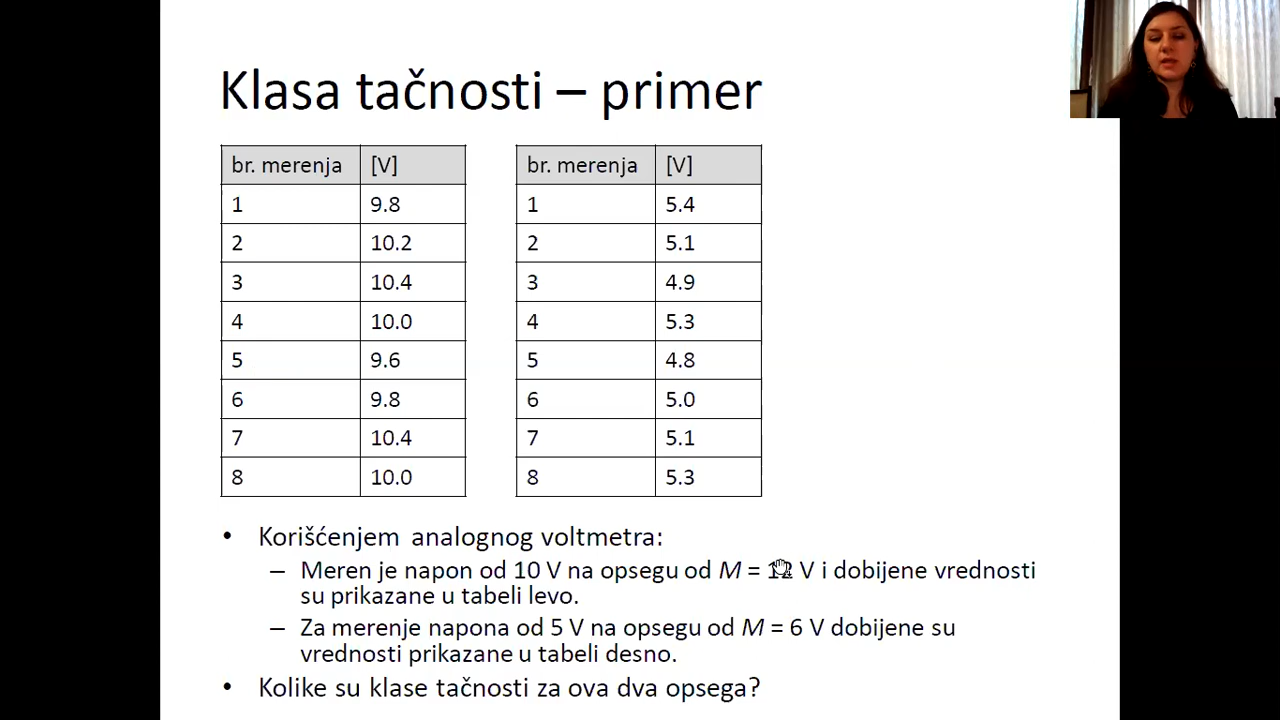 Klasa tačnosti – primer
br. merenja [V] br. merenja [V]
1 9.8 1 5.4
2 10.2 2 5.1
3 10.4 3 4.9
4 10.0 4 5.3
5 9.6 5 4.8
6 9.8 6 5.0
7 10.4 7 5.1
8 10.0 8 5.3
• Korišćenjem analognog voltmetra:
– Meren je napon od 10 V na opsegu od M = V i dobijene vrednosti
su prikazane u tabeli levo.
– Za merenje napona od 5 V na opsegu od M = 6 V dobijene su
vrednosti prikazane u tabeli desno.
• Kolike su klase tačnosti za ova dva opsega?